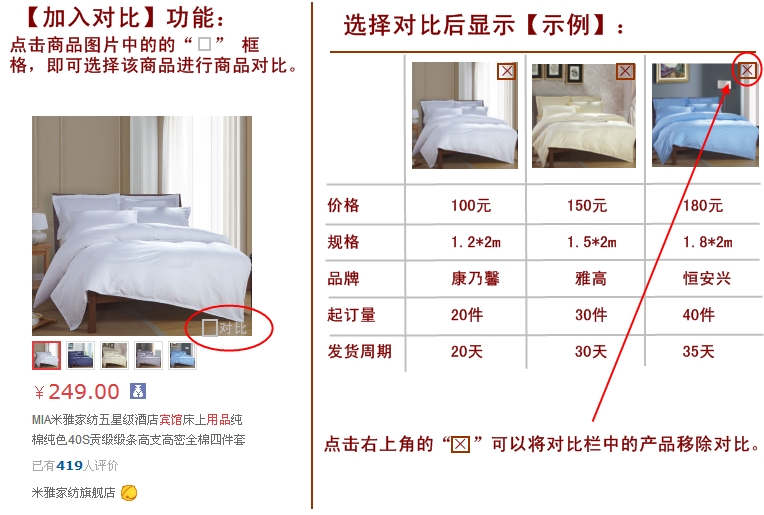 【加入对比】功能：
点击商品图片中的的“□” 框
格，即可选择该商品进行商品对比。
□对比
￥249.00
MIA米雅家纺五星级酒店宾馆床上用品纯
棉纯色40S贡缎缎条高支高密全棉四件套
已有419人评价
米雅家纺旗舰店
选择对比后显示【示例】：
价格 100元 150元 180元
规格 1.2*2m 1.5*2m 1.8*2m
品牌 康乃馨 雅高 恒安兴
起订量 20件 30件 40件
发货周期 20天 30天 35天
点击右上角的“☒”可以将对比栏中的产品移除对比。